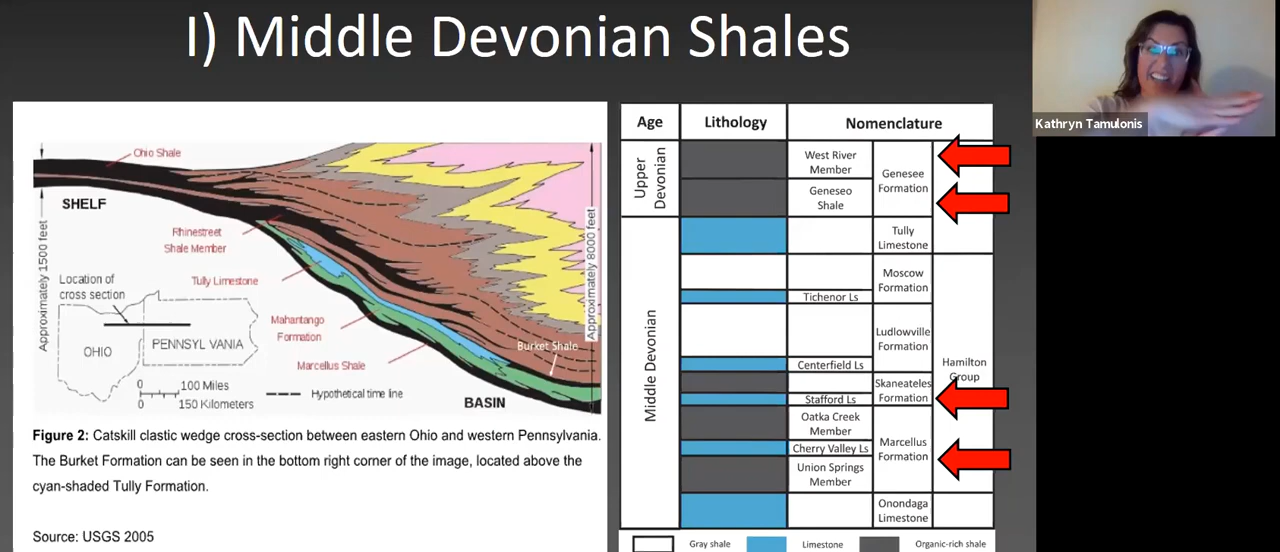 I) Middle Devonian Shales
Kathryn Tamulonis
Ohio Shale
SHELF
Rhinestreet
Shale Member
Tully Limestone
Mahantango
Formation
Marcellus Shale
Burket Shale
BASIN
Approximately 1500 feet
Approximately 8000 feet
Location of
cross section
OHIO
PENNSYLVANIA
0
100 Miles
0
150 Kilometers
Hypothetical time line
Figure 2: Catskill clastic wedge cross-section between eastern Ohio and western Pennsylvania.
The Burket Formation can be seen in the bottom right corner of the image, located above the
cyan-shaded Tully Formation.
Source: USGS 2005
Age
Lithology
Nomenclature
Upper
Devonian
West River
Member
Geneseo
Shale
Genesee
Formation
Middle Devonian
Tully
Limestone
Moscow
Formation
Tichenor Ls
Ludlowville
Formation
Centerfield Ls
Hamilton
Group
Skaneateles
Formation
Stafford Ls
Oatka Creek
Member
Marcellus
Formation
Cherry Valley Ls
Union Springs
Member
Onondaga
Limestone
Gray shale
Limestone
Organic-rich shale